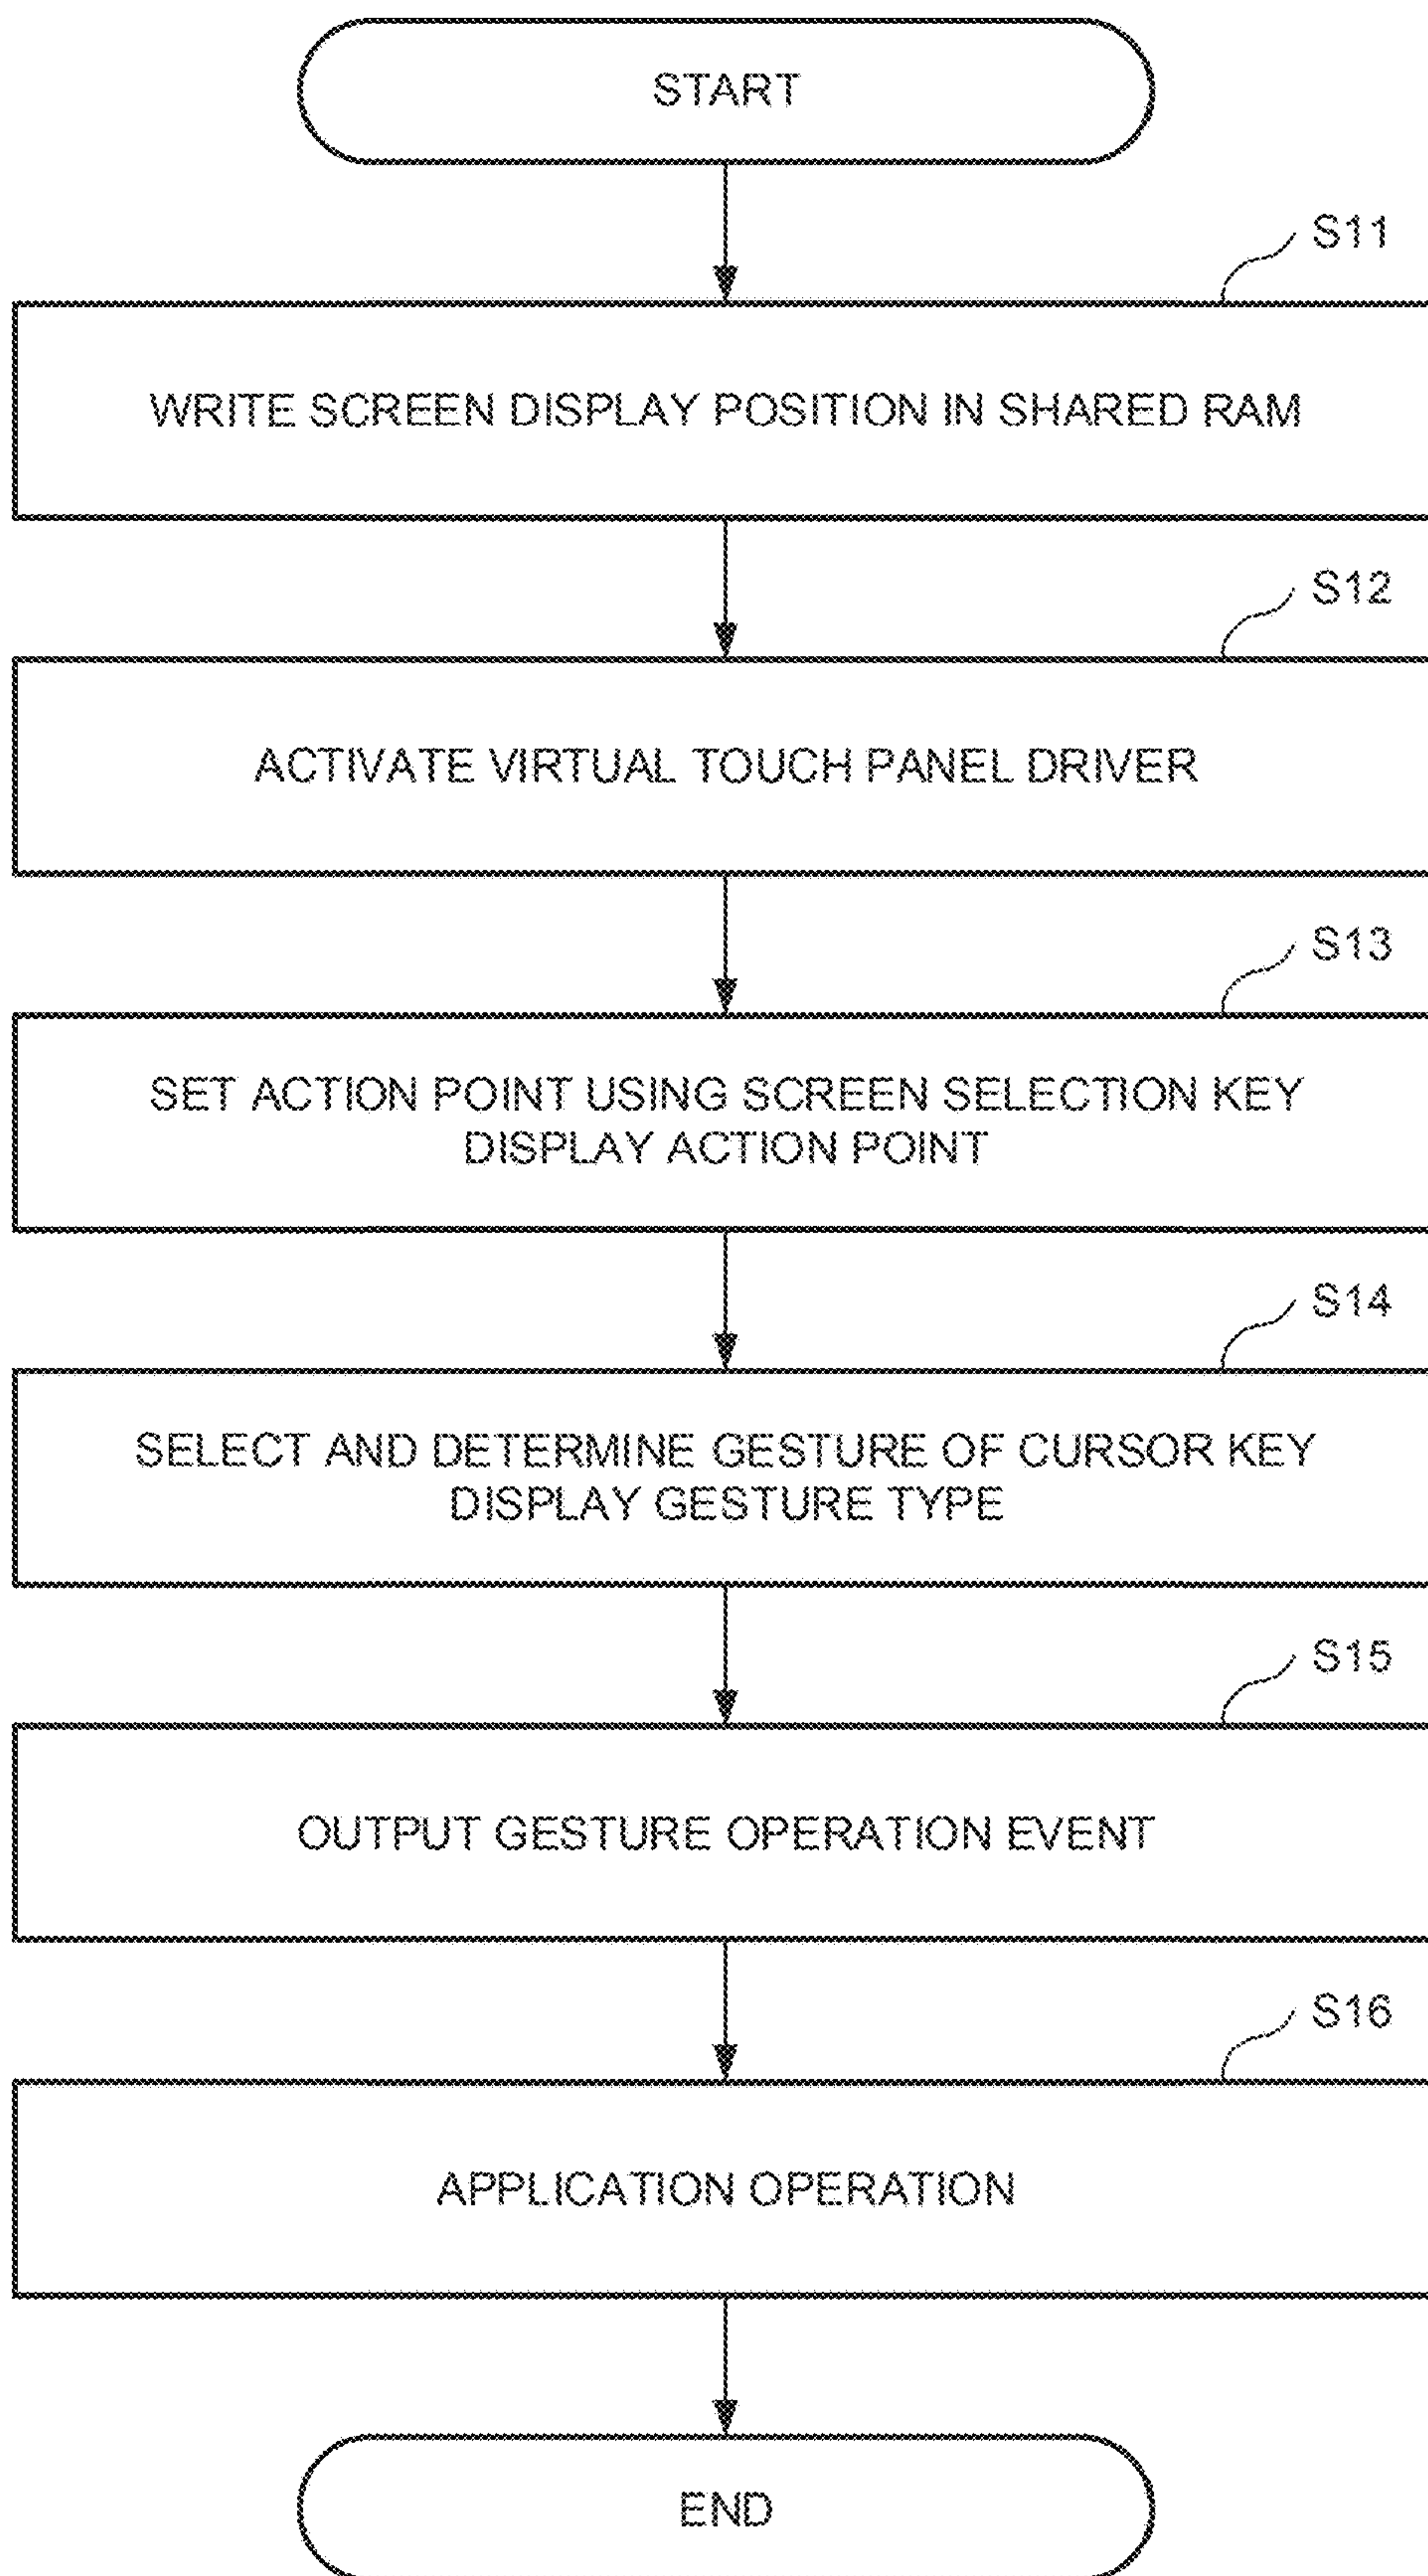 START
S11
WRITE SCREEN DISPLAY POSITION IN SHARED RAM
S12
ACTIVATE VIRTUAL TOUCH PANEL DRIVER
S13
SET ACTION POINT USING SCREEN SELECTION KEY
DISPLAY ACTION POINT
S14
SELECT AND DETERMINE GESTURE OF CURSOR KEY
DISPLAY GESTURE TYPE
S15
OUTPUT GESTURE OPERATION EVENT
S16
APPLICATION OPERATION
END